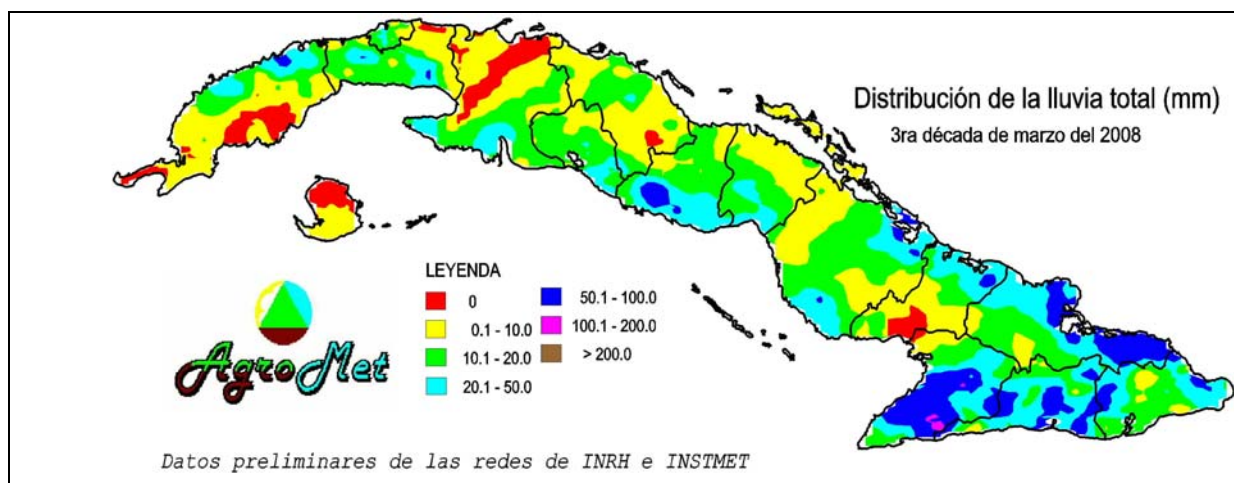 Distribución de la lluvia total (mm)
3ra década de marzo del 2008
LEYENDA
0
0.1 - 10.0
10.1 - 20.0
20.1 - 50.0
50.1 - 100.0
100.1 - 200.0
> 200.0
AgroMet
Datos preliminares de las redes de INRH e INSTMET